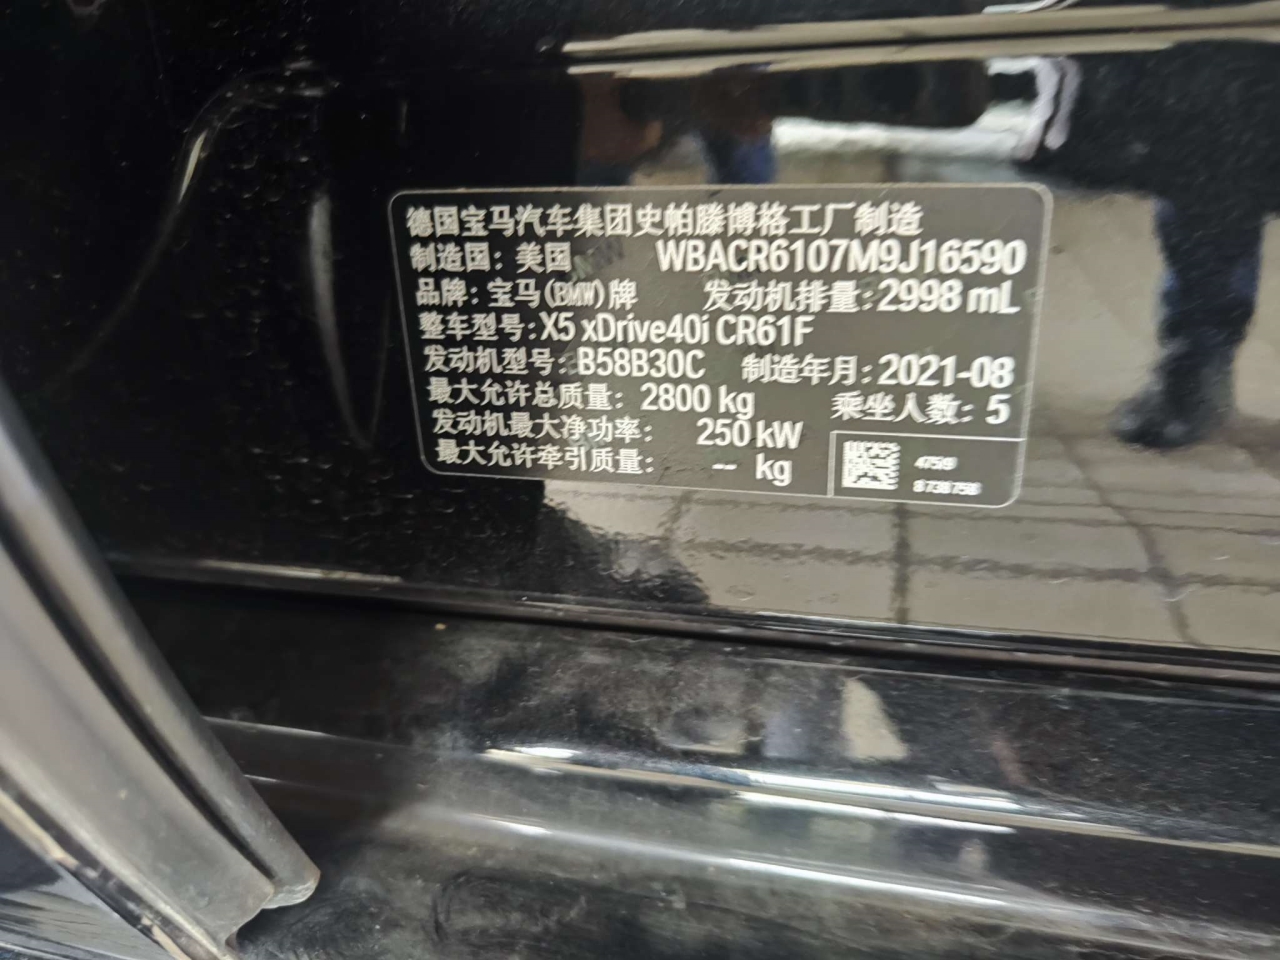 德国宝马汽车集团史帕滕博格工厂制造
制造国：美国 WBACR6107M9J16590
品牌：宝马(BMW)牌 发动机排量：2998 mL
整车型号：X5 xDrive40i CR61F
发动机型号：B58B30C 制造年月：2021-08
最大允许总质量： 2800 kg 乘坐人数：5
发动机最大净功率： 250 kW
最大允许牵引质量： -- kg